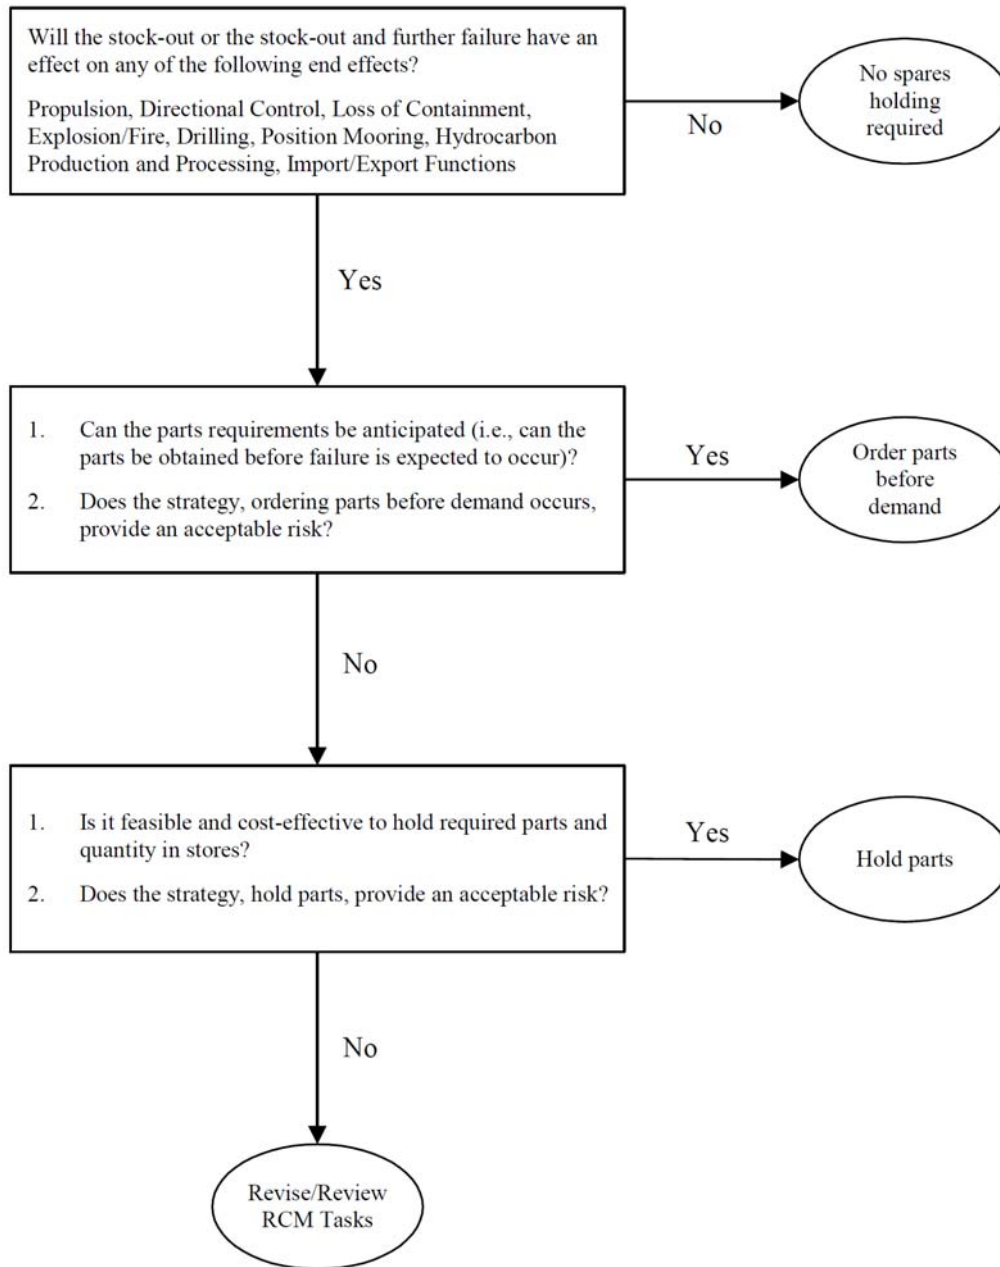 Will the stock-out or the stock-out and further failure have an
effect on any of the following end effects?
Propulsion, Directional Control, Loss of Containment,
Explosion/Fire, Drilling, Position Mooring, Hydrocarbon
Production and Processing, Import/Export Functions
No
No spares
holding
required
Yes
1. Can the parts requirements be anticipated (i.e., can the
parts be obtained before failure is expected to occur)?
2. Does the strategy, ordering parts before demand occurs,
provide an acceptable risk?
Yes
Order parts
before
demand
No
1. Is it feasible and cost-effective to hold required parts and
quantity in stores?
2. Does the strategy, hold parts, provide an acceptable risk?
Yes
Hold parts
No
Revise/Review
RCM Tasks